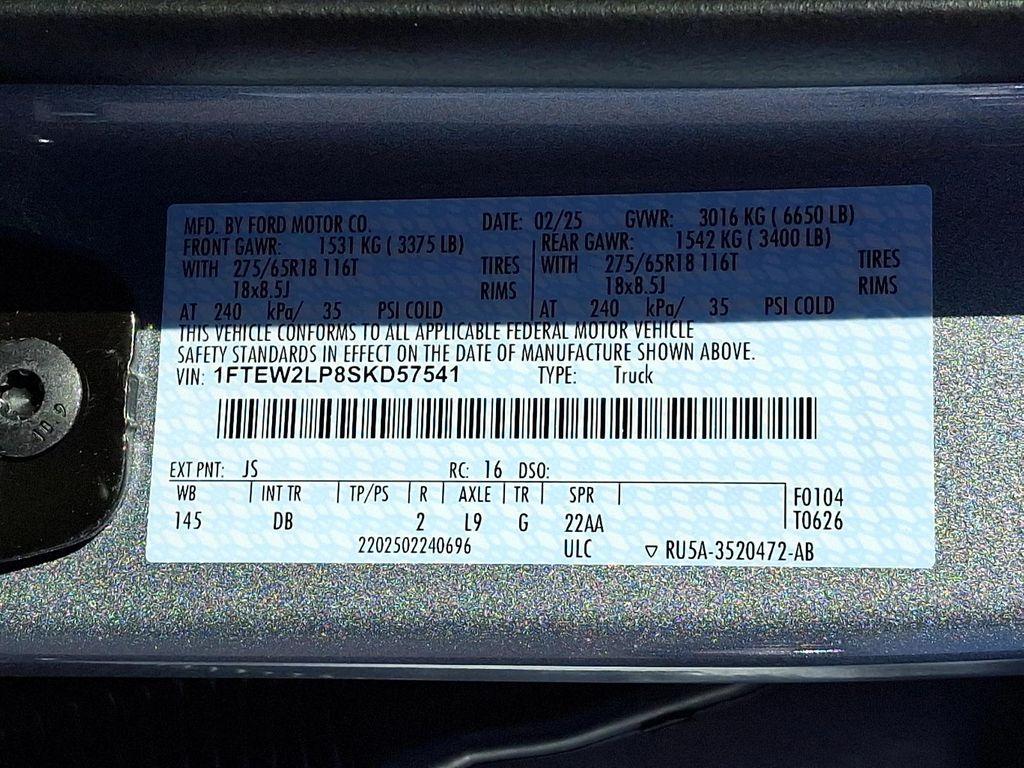 MFD. BY FORD MOTOR CO. DATE: 02/25 GVWR: 3016 KG ( 6650 LB)
FRONT GAWR: 1531 KG ( 3375 LB) REAR GAWR: 1542 KG ( 3400 LB)
WITH 275/65R18 116T TIRES WITH 275/65R18 116T TIRES
18x8.5J RIMS 18x8.5J RIMS
AT 240 kPa/ 35 PSI COLD AT 240 kPa/ 35 PSI COLD
THIS VEHICLE CONFORMS TO ALL APPLICABLE FEDERAL MOTOR VEHICLE
SAFETY STANDARDS IN EFFECT ON THE DATE OF MANUFACTURE SHOWN ABOVE.
VIN: 1FTEW2LP8SKD57541 TYPE: Truck
EXT PNT: JS RC: 16 DSO:
WB INT TR TP/PS R AXLE TR SPR F0104
145 DB 2 L9 G 22AA T0626
2202502240696 ULC ▽ RU5A-3520472-AB
10.9